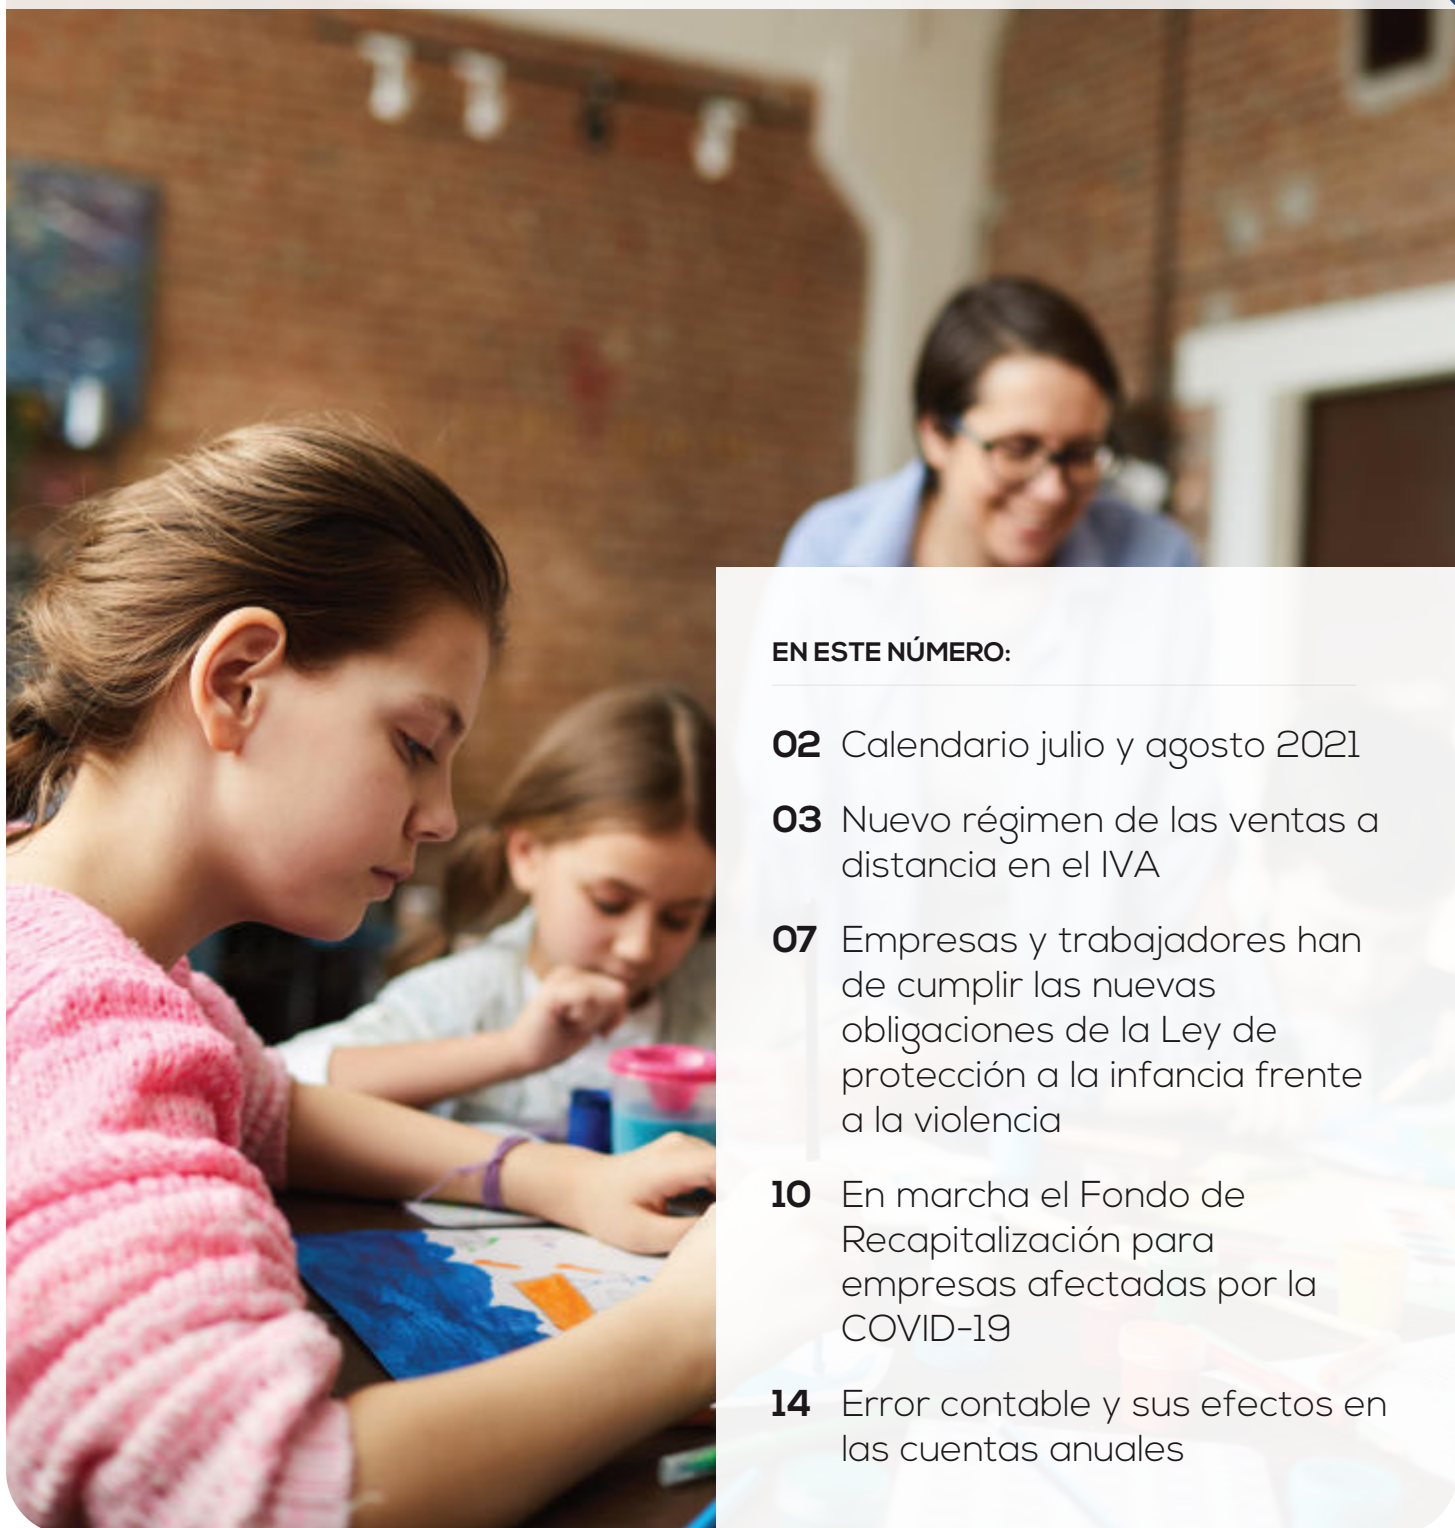 EN ESTE NÚMERO:
02 Calendario julio y agosto 2021
03 Nuevo régimen de las ventas a
distancia en el IVA
07 Empresas y trabajadores han
de cumplir las nuevas
obligaciones de la Ley de
protección a la infancia frente
a la violencia
10 En marcha el Fondo de
Recapitalización para
empresas afectadas por la
COVID-19
14 Error contable y sus efectos en
las cuentas anuales